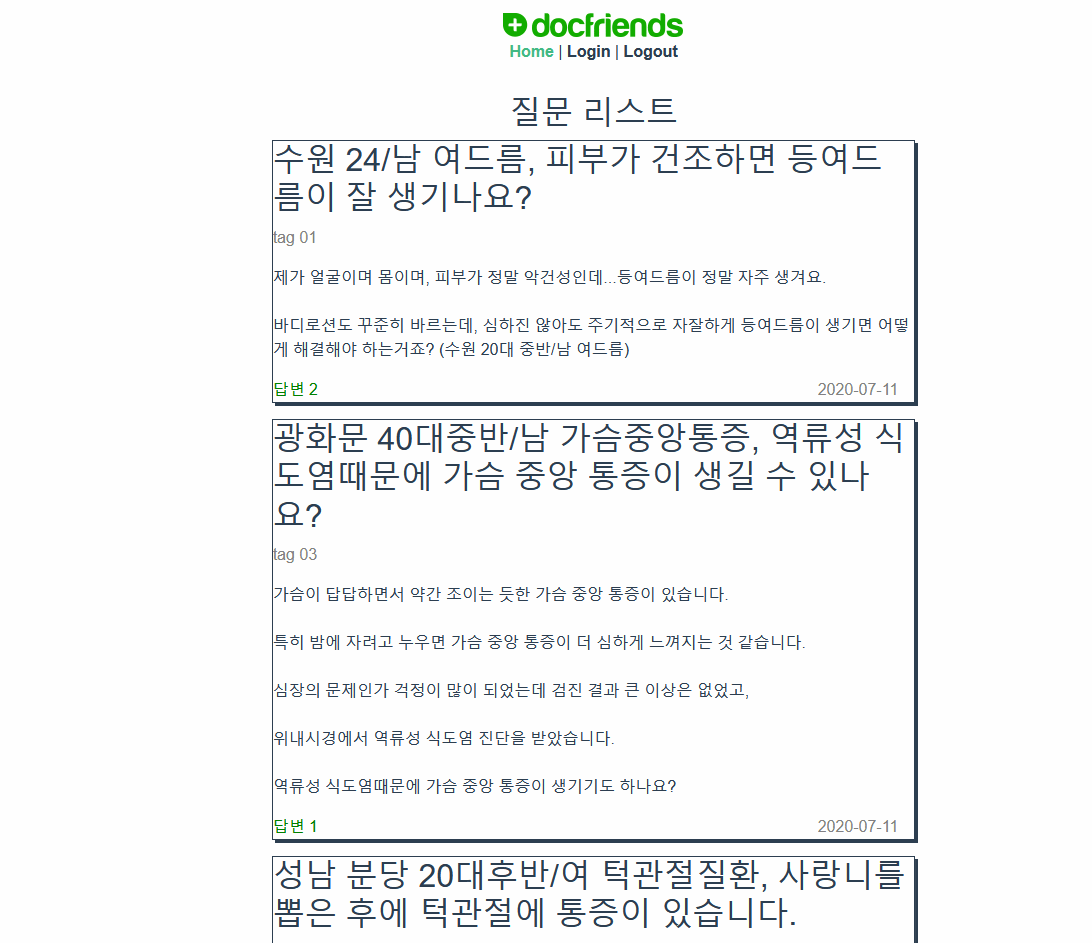 docfriends
Home | Login | Logout
질문 리스트
수원 24/남 여드름, 피부가 건조하면 등여드
름이 잘 생기나요?
tag 01
제가 얼굴이며 몸이며, 피부가 정말 악건성인데...등여드름이 정말 자주 생겨요.
바디로션도 꾸준히 바르는데, 심하진 않아도 주기적으로 자잘하게 등여드름이 생기면 어떻
게 해결해야 하는거죠? (수원 20대 중반/남 여드름)
답변 2 2020-07-11
광화문 40대중반/남 가슴중앙통증, 역류성 식
도염때문에 가슴 중앙 통증이 생길 수 있나
요?
tag 03
가슴이 답답하면서 약간 조이는 듯한 가슴 중앙 통증이 있습니다.
특히 밤에 자려고 누우면 가슴 중앙 통증이 더 심하게 느껴지는 것 같습니다.
심장의 문제인가 걱정이 많이 되었는데 검진 결과 큰 이상은 없었고,
위내시경에서 역류성 식도염 진단을 받았습니다.
역류성 식도염때문에 가슴 중앙 통증이 생기기도 하나요?
답변 1 2020-07-11
성남 분당 20대후반/여 턱관절질환, 사랑니를
뽑은 후에 턱관절에 통증이 있습니다.